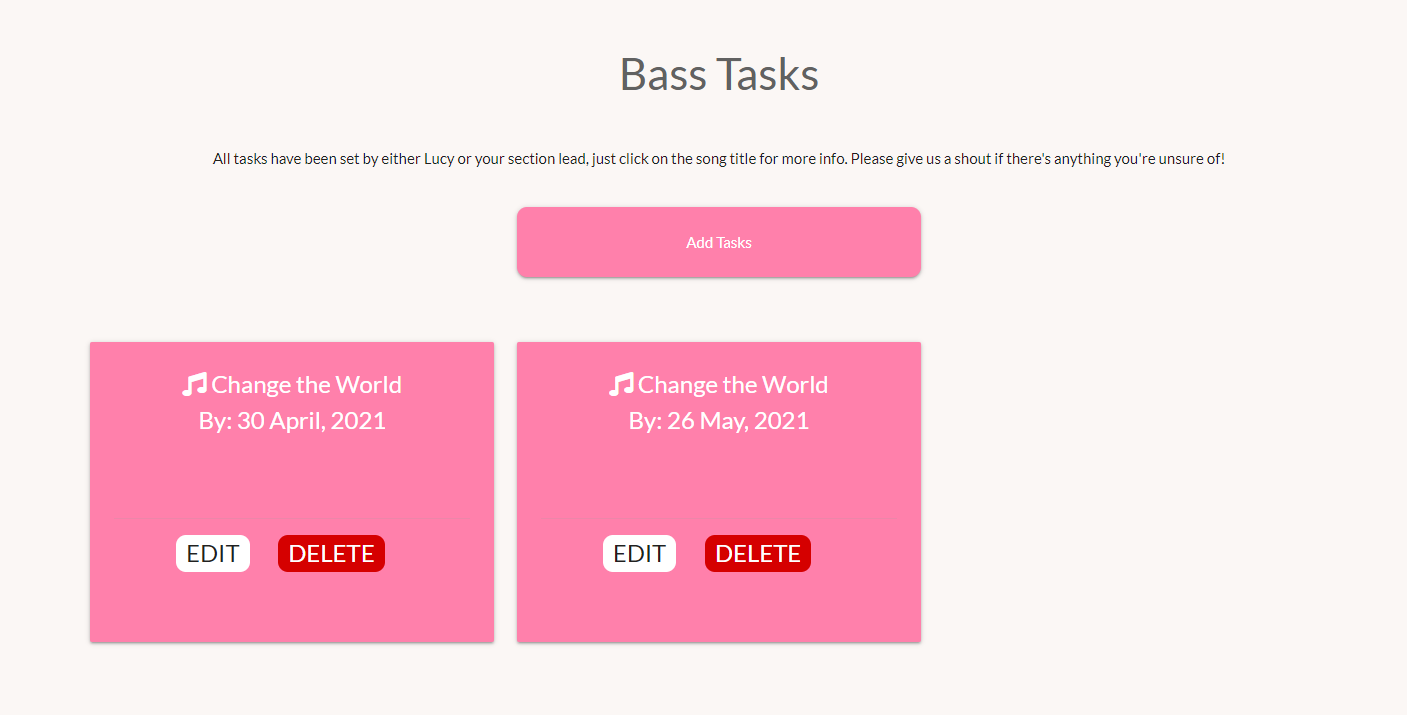 Bass Tasks
All tasks have been set by either Lucy or your section lead, just click on the song title for more info. Please give us a shout if there's anything you're unsure of!
Add Tasks
Change the World
By: 30 April, 2021
EDIT DELETE
Change the World
By: 26 May, 2021
EDIT DELETE